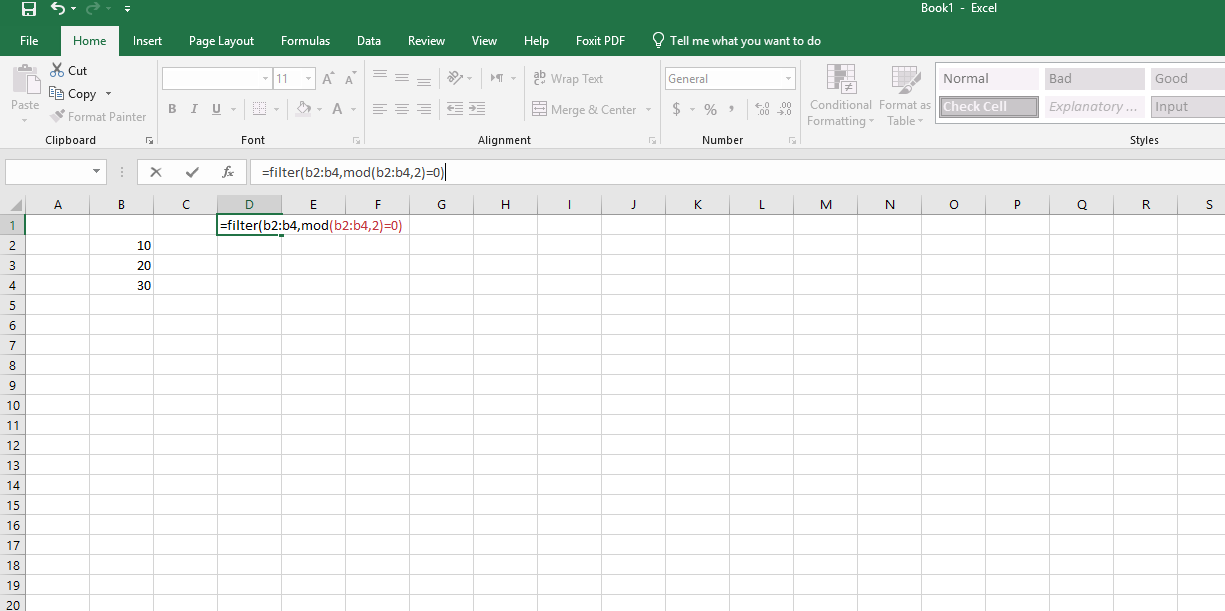 Book1 - Excel
File Home Insert Page Layout Formulas Data Review View Help Foxit PDF Tell me what you want to do
Paste
Cut
Copy
Format Painter
Clipboard
11 A A
B I U A
Font
ab Wrap Text
Merge & Center
Alignment
General
$ % , .0 .00
Number
Conditional Formatting
Format as Table
Normal Bad Good
Check Cell Explanatory ... Input
Styles
fx =filter(b2:b4,mod(b2:b4,2)=0)
A B C D E F G H I J K L M N O P Q R S
1 =filter(b2:b4,mod(b2:b4,2)=0)
2 10
3 20
4 30
5
6
7
8
9
10
11
12
13
14
15
16
17
18
19
20